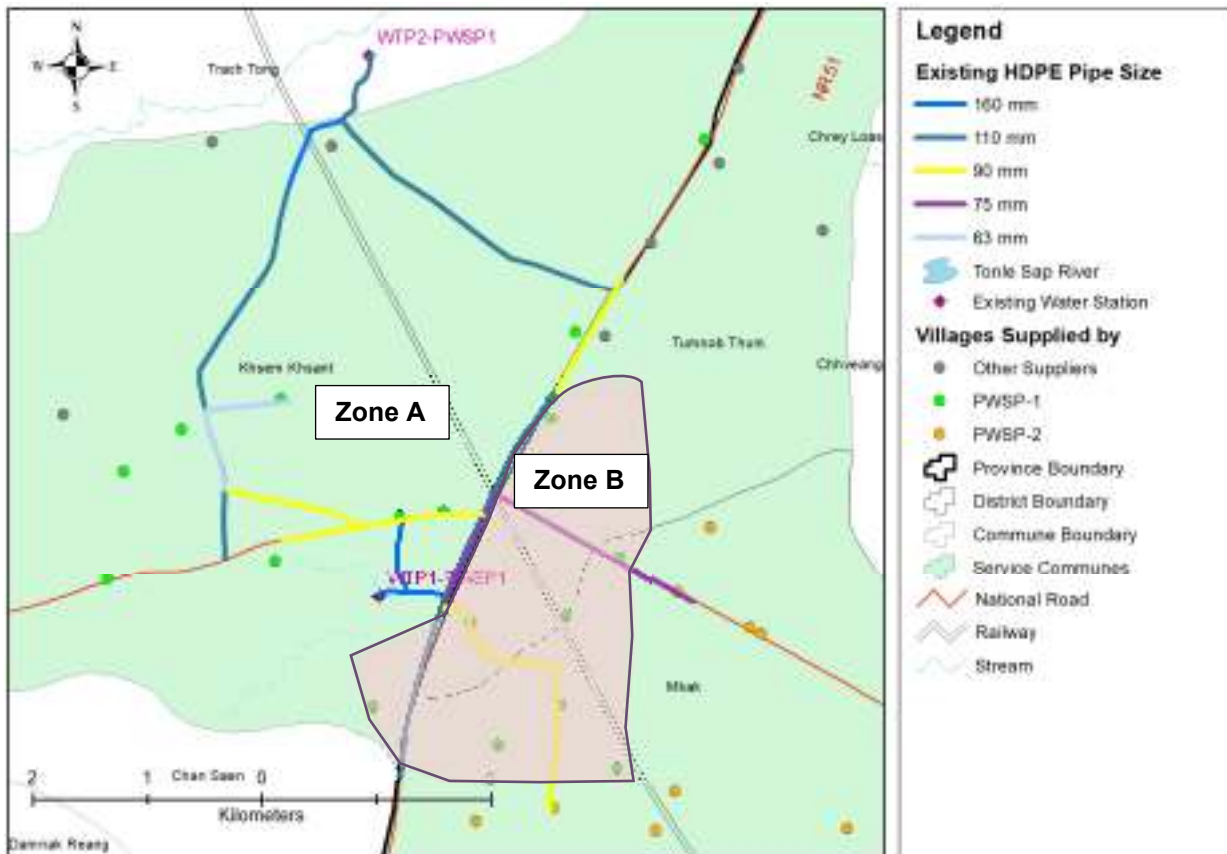 N
W
E
S
WTP2-PWSP1
Trach Tong
NR51
Chrey Loas
Tumnob Thum
Chhveang
Khsem Khsant
Zone A
Zone B
Mkak
2 1 Chan Saen 0
Kilometers
Damnak Reang
Legend
Existing HDPE Pipe Size
160 mm
110 mm
90 mm
75 mm
63 mm
Tonle Sap River
Existing Water Station
Villages Supplied by
Other Suppliers
PWSP-1
PWSP-2
Province Boundary
District Boundary
Commune Boundary
Service Communes
National Road
Railway
Stream